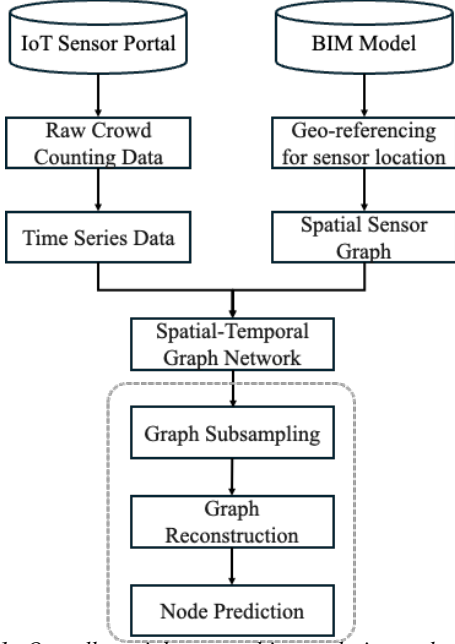 IoT Sensor Portal
BIM Model
Raw Crowd
Counting Data
Geo-referencing
for sensor location
Time Series Data
Spatial Sensor
Graph
Spatial-Temporal
Graph Network
Graph Subsampling
Graph
Reconstruction
Node Prediction